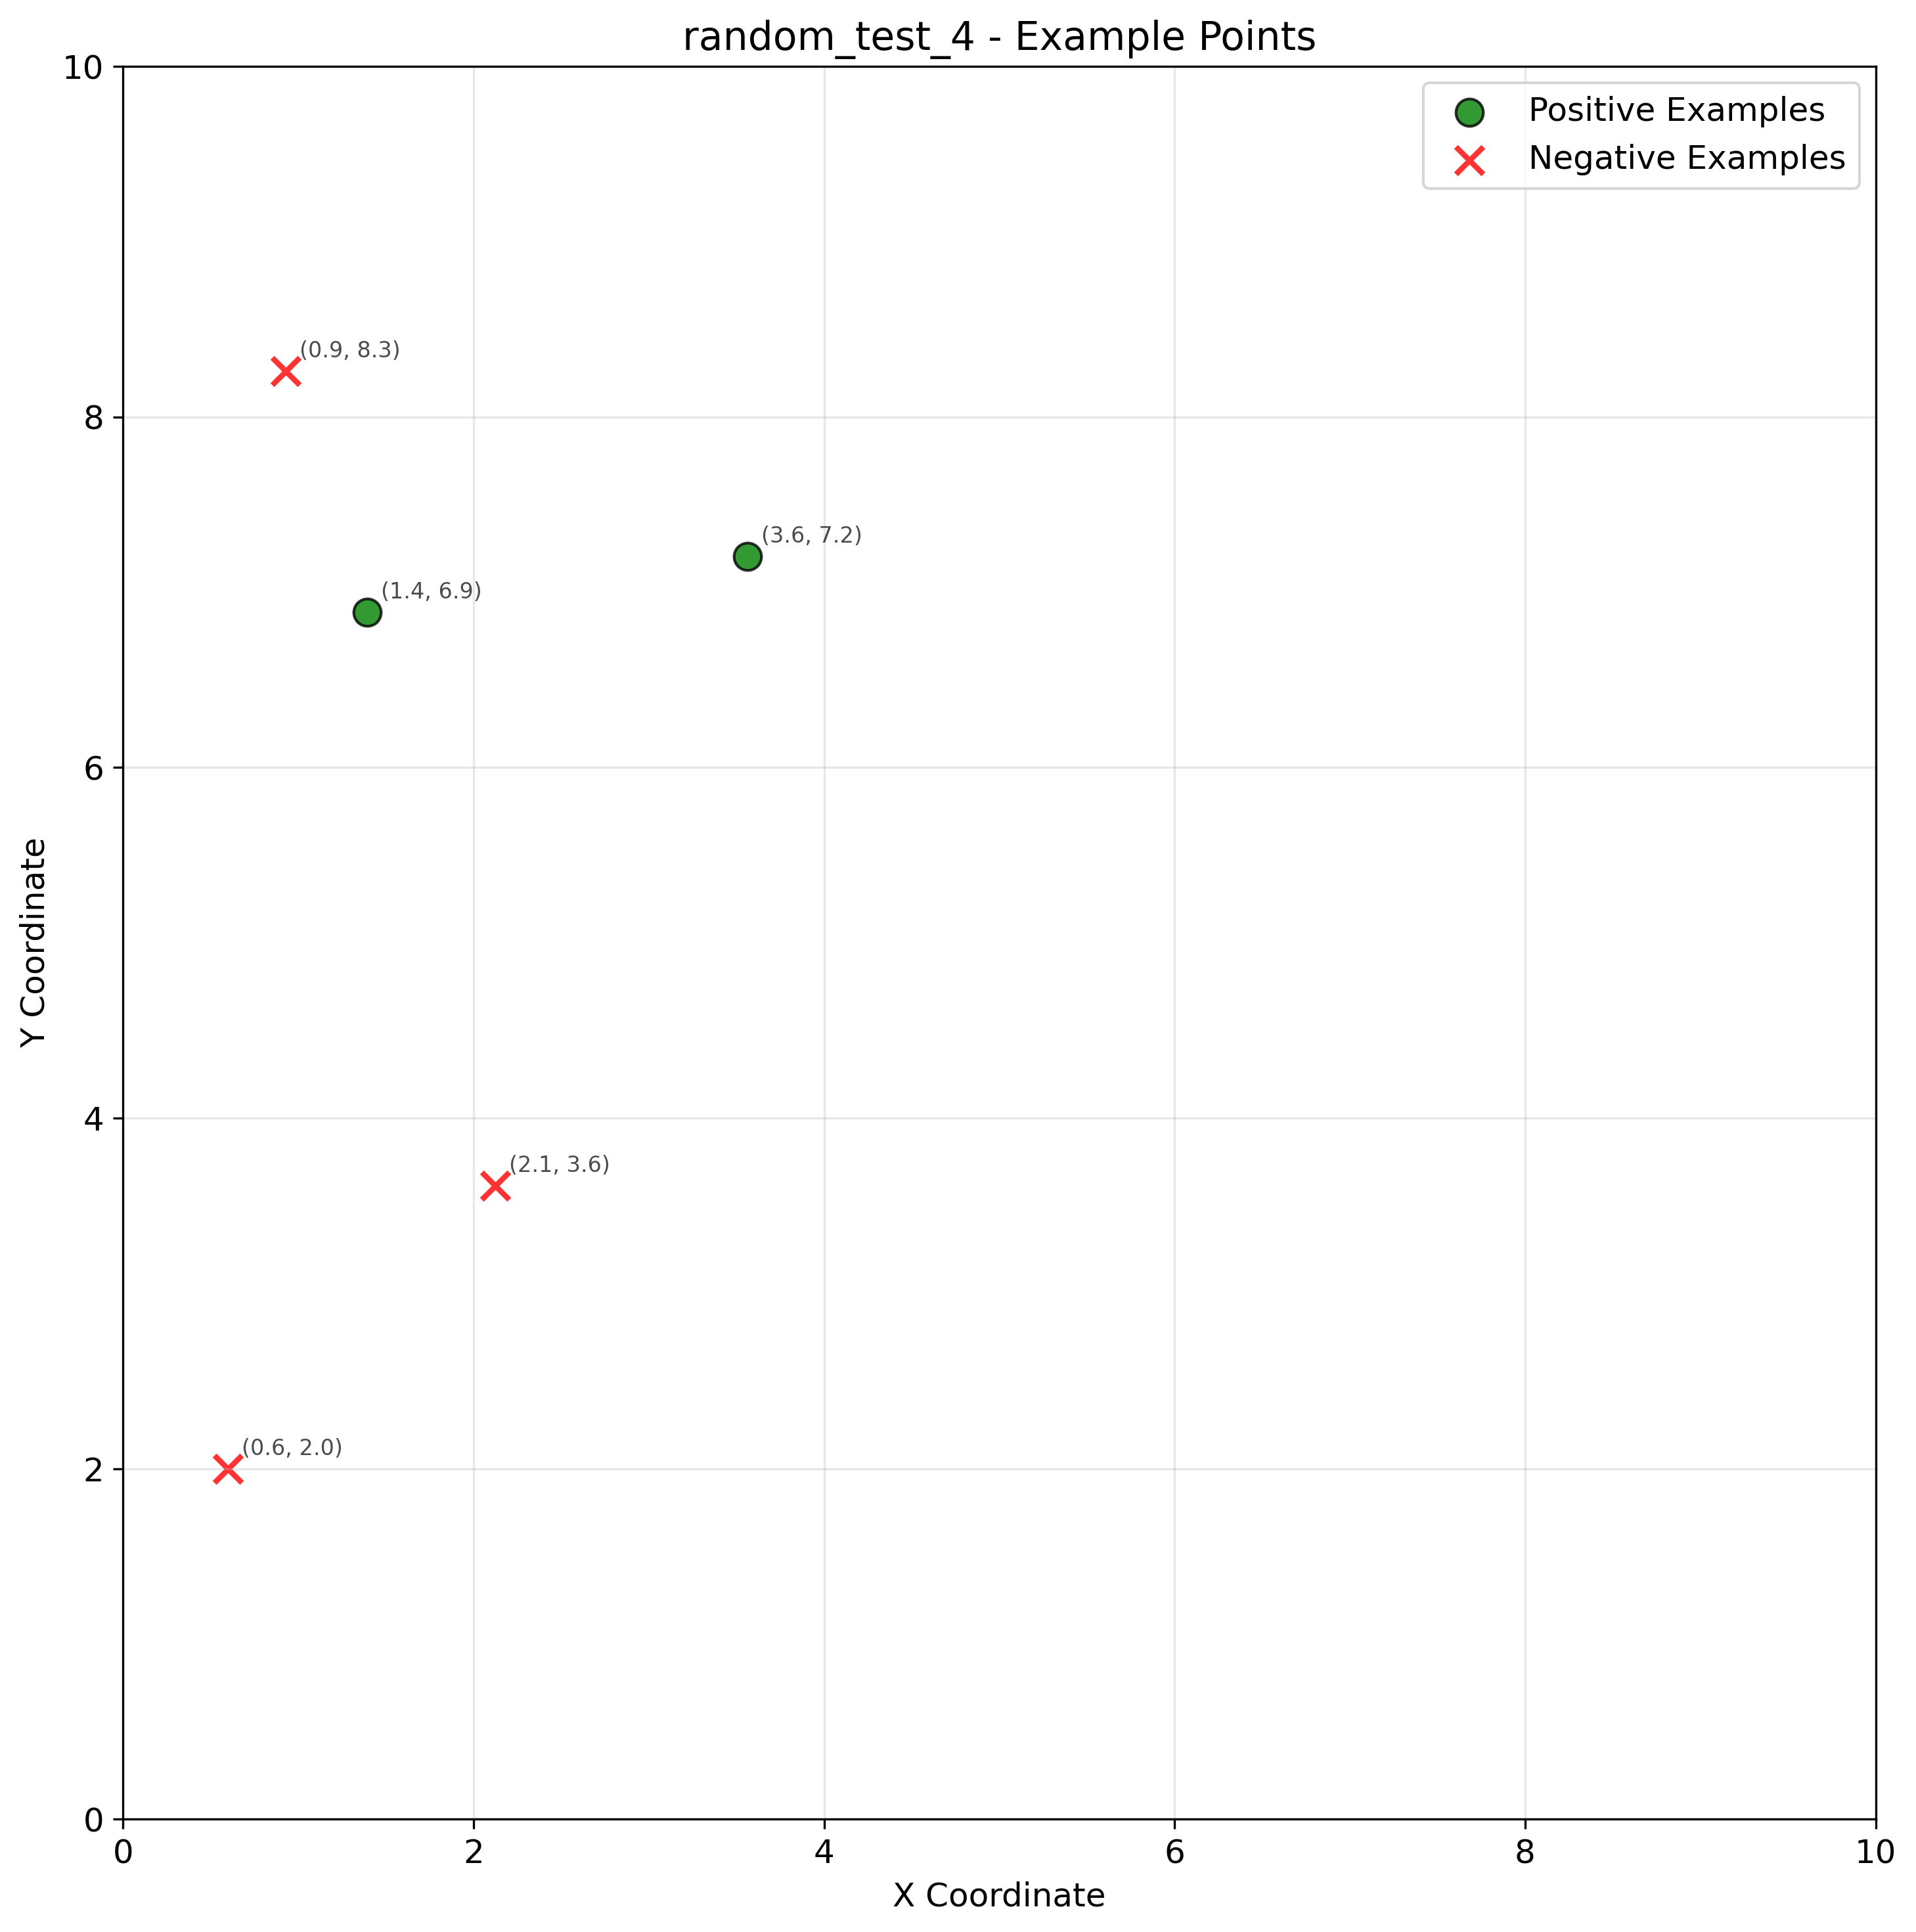 random_test_4 - Example Points
10
8
6
4
2
0
0 2 4 6 8 10
X Coordinate
Y Coordinate
Positive Examples
Negative Examples
(0.9, 8.3)
(3.6, 7.2)
(1.4, 6.9)
(2.1, 3.6)
(0.6, 2.0)